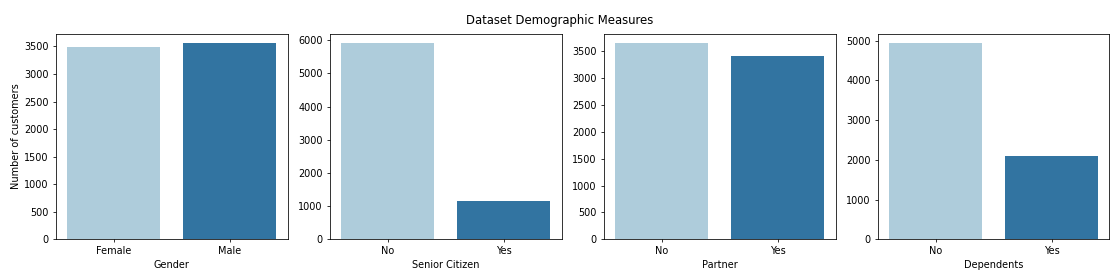 Dataset Demographic Measures
Number of customers
3500
3000
2500
2000
1500
1000
500
0
Female Male
Gender
6000
5000
4000
3000
2000
1000
0
No Yes
Senior Citizen
3500
3000
2500
2000
1500
1000
500
0
No Yes
Partner
5000
4000
3000
2000
1000
0
No Yes
Dependents